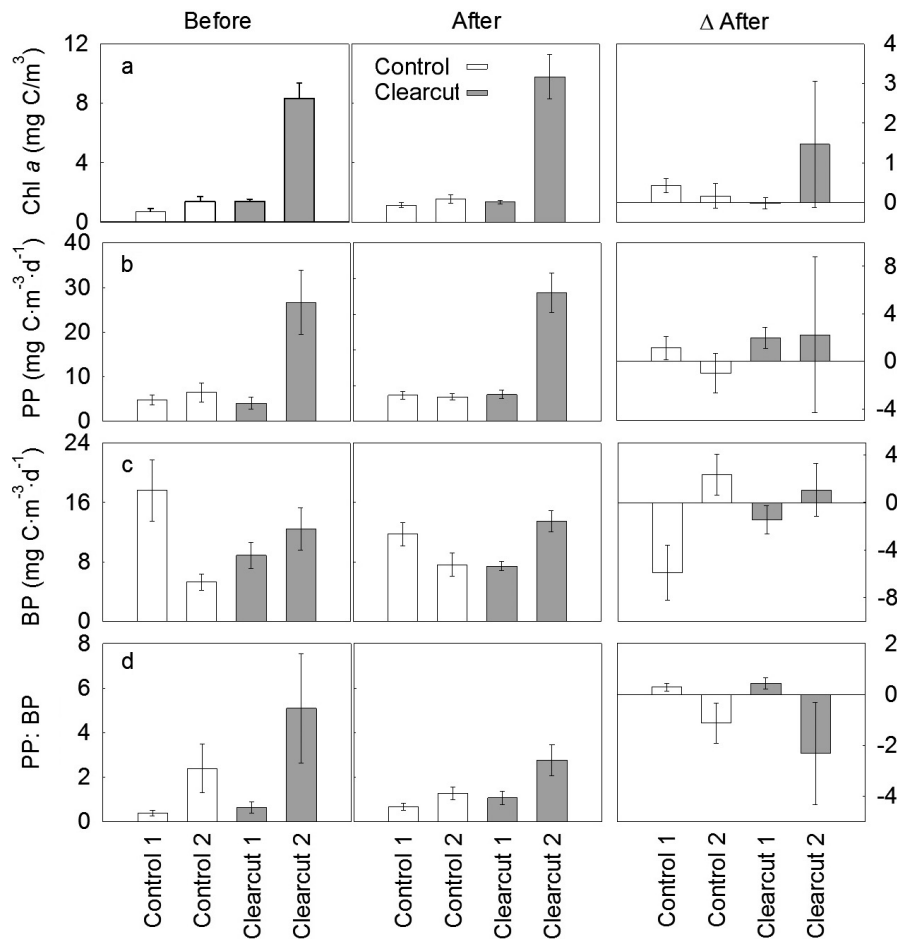 Before After Δ After
a
Control
Clearcut
Chl a (mg C/m³)
12
8
4
0
4
3
2
1
0
b
PP (mg C·m⁻³·d⁻¹)
40
30
20
10
0
8
4
0
-4
c
BP (mg C·m⁻³·d⁻¹)
24
16
8
0
4
0
-4
-8
d
PP: BP
8
6
4
2
0
2
0
-2
-4
Control 1 Control 2 Clearcut 1 Clearcut 2
Control 1 Control 2 Clearcut 1 Clearcut 2
Control 1 Control 2 Clearcut 1 Clearcut 2